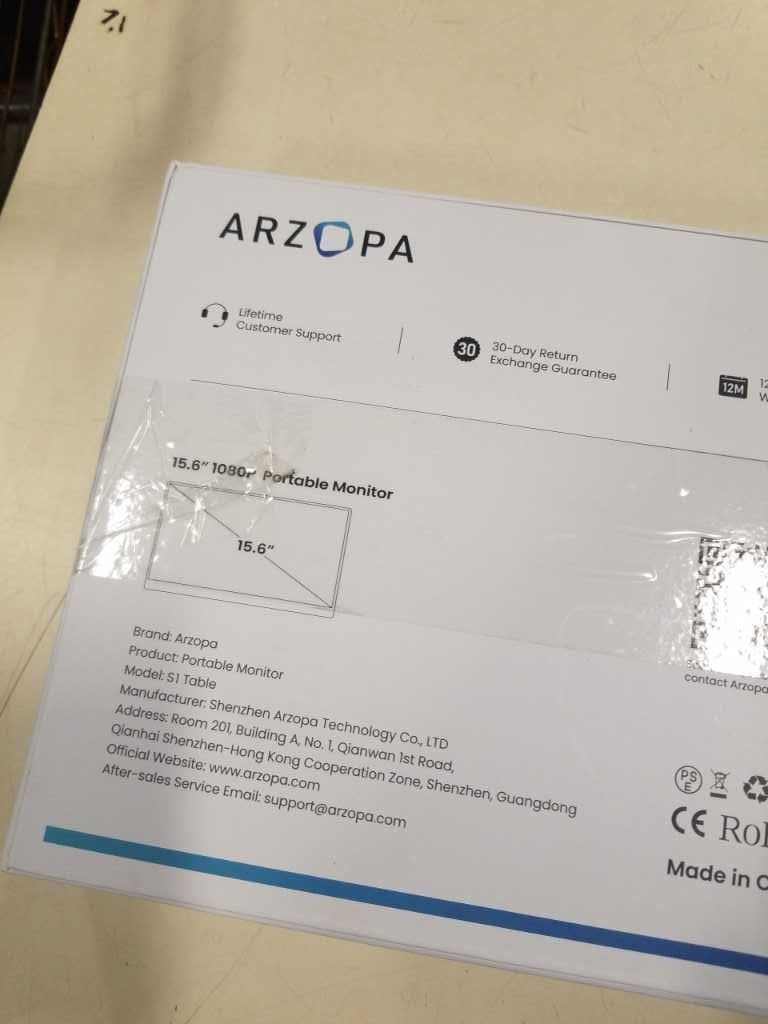 ARZOPA
Lifetime
Customer Support
30
30-Day Return
Exchange Guarantee
12M
15.6" 1080P Portable Monitor
15.6"
Brand: Arzopa
Product: Portable Monitor
Model: S1 Table
Manufacturer: Shenzhen Arzopa Technology Co., LTD
Address: Room 201, Building A, No. 1, Qianwan 1st Road,
Qianhai Shenzhen-Hong Kong Cooperation Zone, Shenzhen, Guangdong
Official Website: www.arzopa.com
After-sales Service Email: support@arzopa.com
contact Arzopa
PS
E
CE
Made in